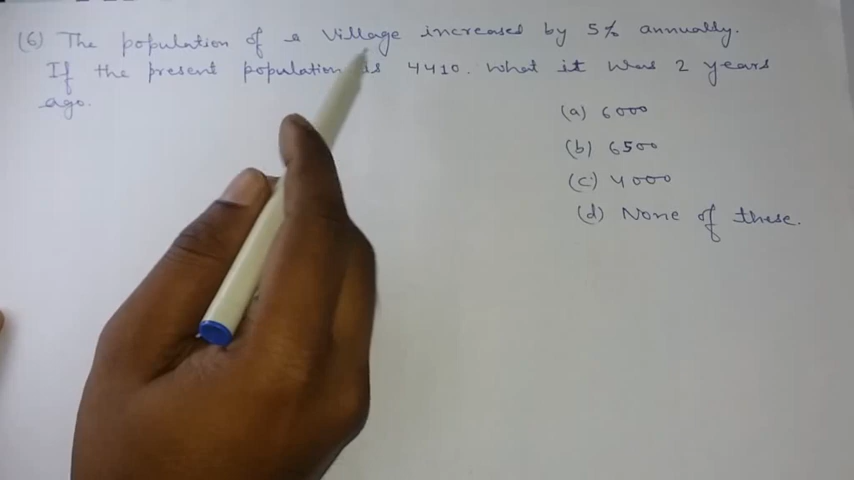 (6) The population of a Village increased by 5% annually.
If the present population is 4410. What it was 2 years
ago.
(a) 6000
(b) 6500
(c) 4000
(d) None of these.